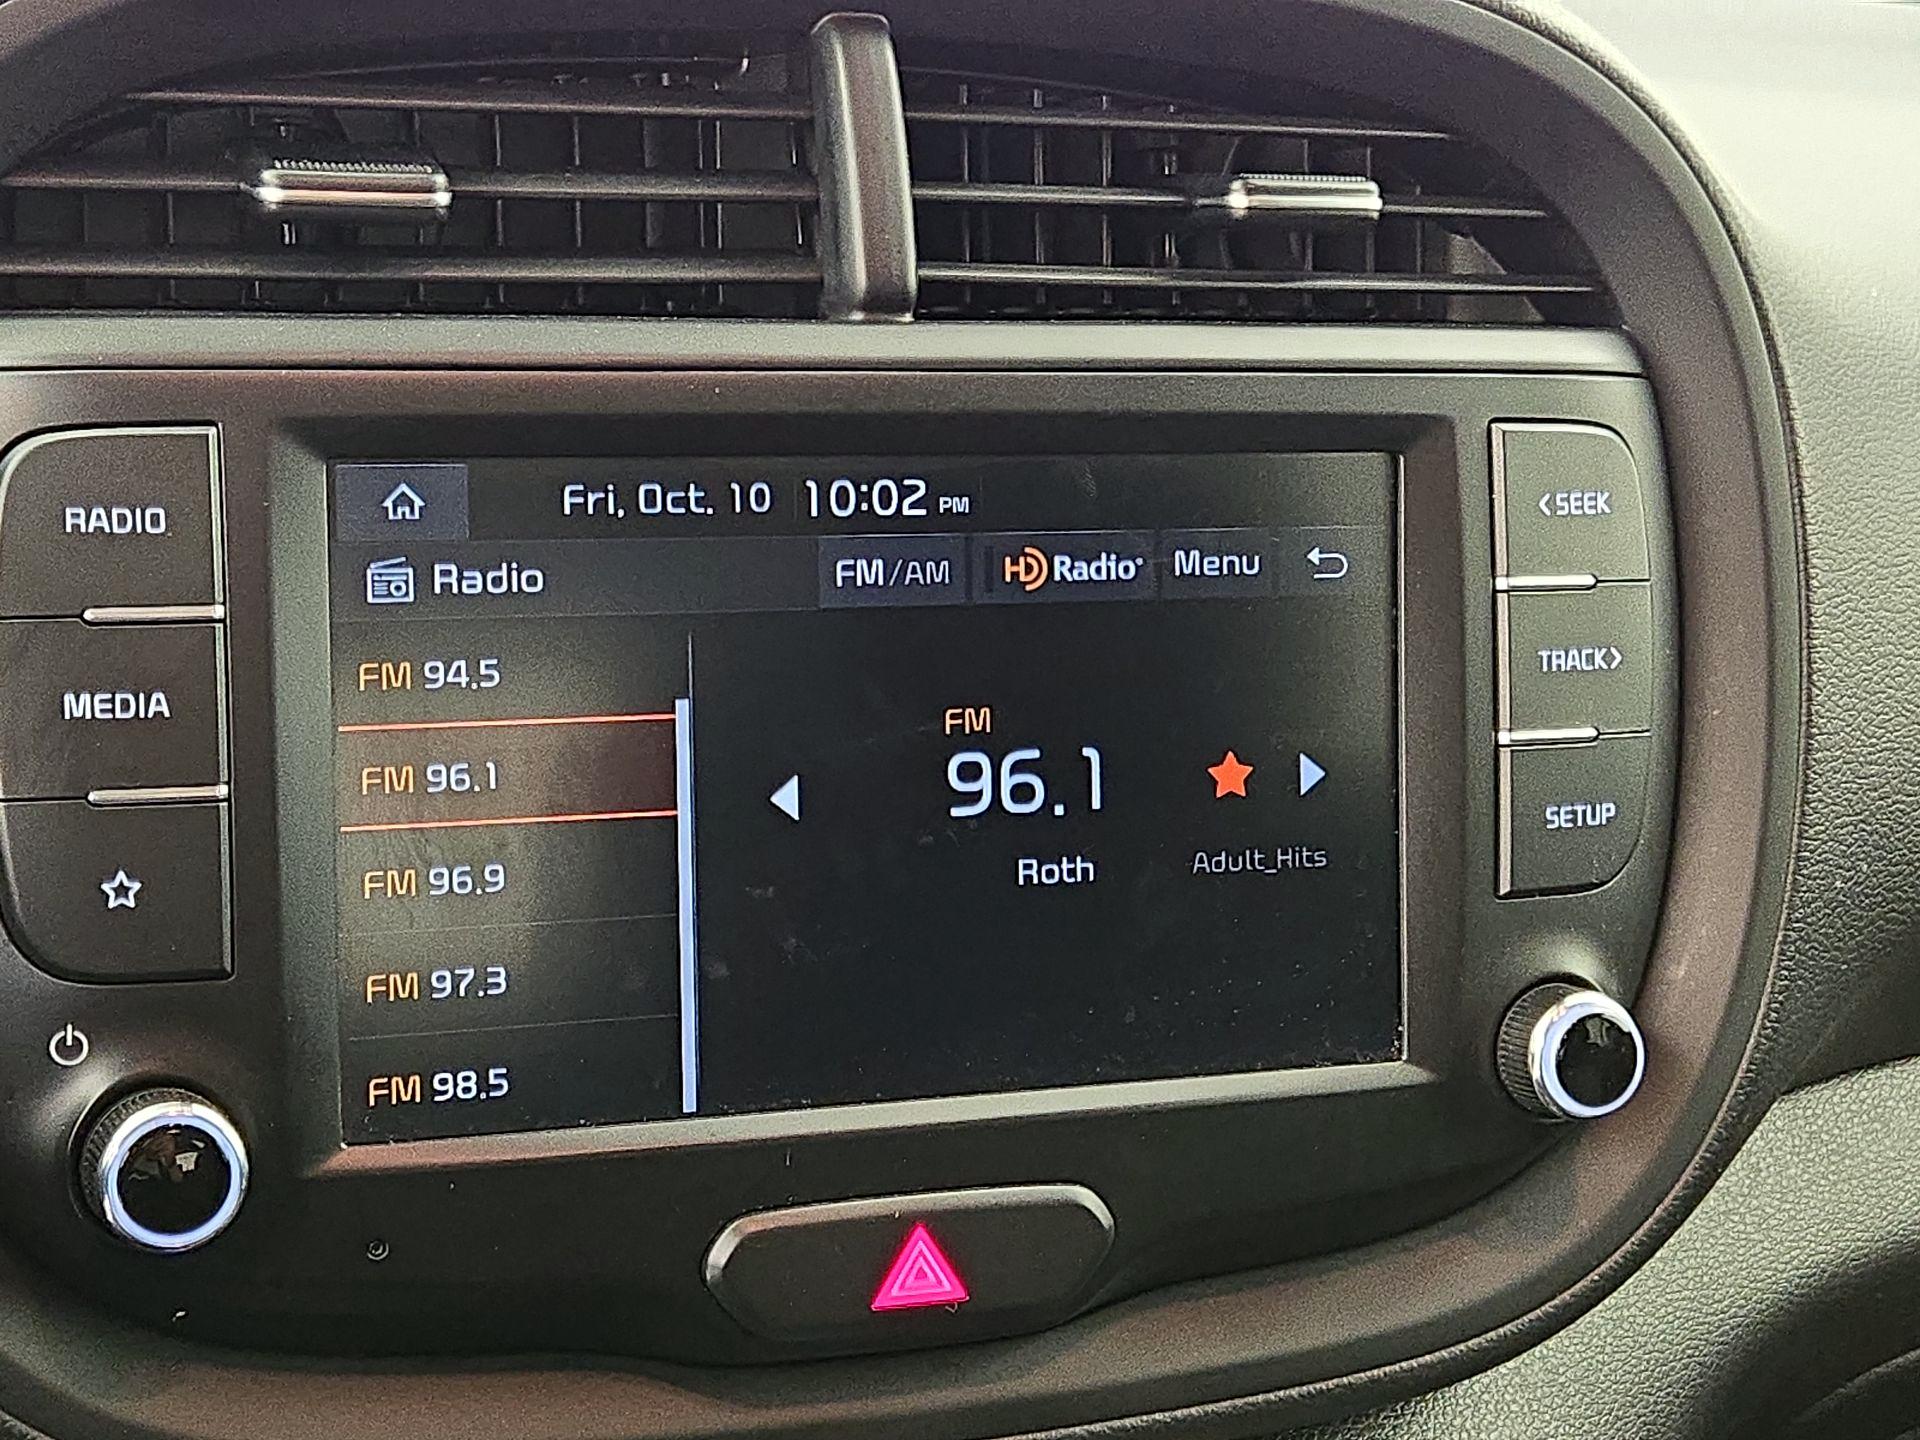 Fri, Oct. 10 10:02 PM
Radio FM/AM HD Radio Menu
FM 94.5
FM 96.1
FM 96.9
FM 97.3
FM 98.5
FM
96.1
Roth Adult_Hits
RADIO
MEDIA
<SEEK
TRACK>
SETUP